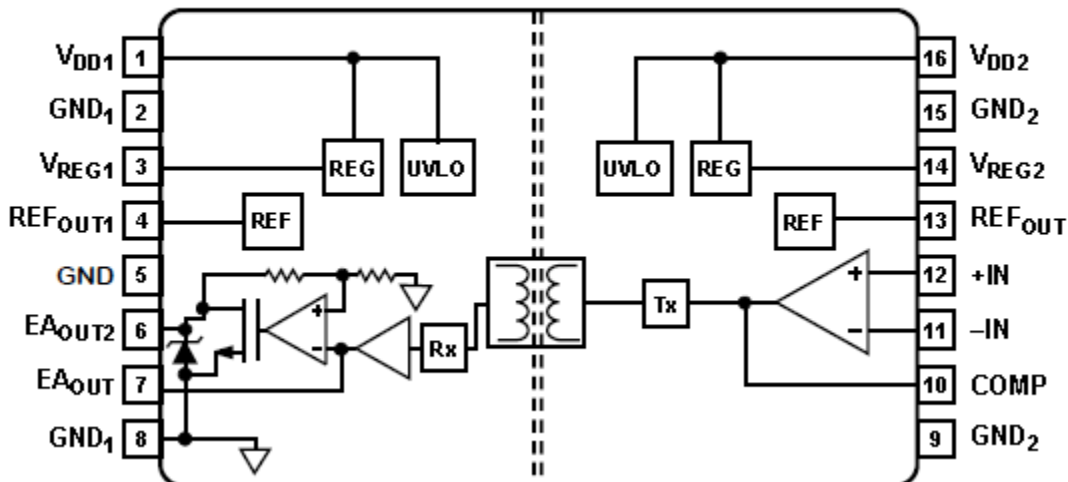 VDD1 1
GND1 2
VREG1 3
REFOUT1 4
GND 5
EAOUT2 6
EAOUT 7
GND1 8
REG
UVLO
REF
+
−
Rx
UVLO
REG
REF
Tx
+
−
16 VDD2
15 GND2
14 VREG2
13 REFOUT
12 +IN
11 −IN
10 COMP
9 GND2